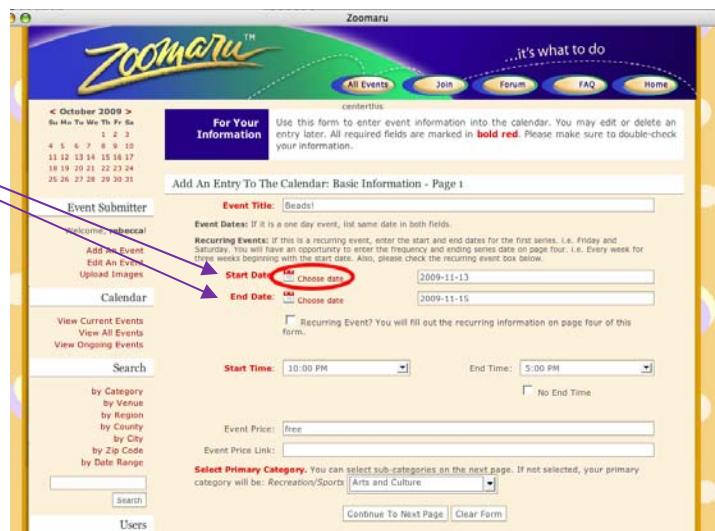 Zoomaru
Zoomaru™
...it's what to do
All Events
Join
Forum
FAQ
Home
centerthis
< October 2009 >
Su Mo Tu We Th Fr Sa
1 2 3
4 5 6 7 8 9 10
11 12 13 14 15 16 17
18 19 20 21 22 23 24
25 26 27 28 29 30 31
For Your Information
Use this form to enter event information into the calendar. You may edit or delete an
entry later. All required fields are marked in bold red. Please make sure to double-check
your information.
Add An Entry To The Calendar: Basic Information - Page 1
Event Submitter
Welcome, rebecca!
Add An Event
Edit An Event
Upload Images
Calendar
View Current Events
View All Events
View Ongoing Events
Search
by Category
by Venue
by Region
by County
by City
by Zip Code
by Date Range
Search
Users
Event Title: Beads!
Event Dates: If it is a one day event, list same date in both fields.
Recurring Events: If this is a recurring event, enter the start and end dates for the first series. i.e. Friday and
Saturday. You will have an opportunity to enter the frequency and ending series date on page four. i.e. Every week for
three weeks beginning with the start date. Also, please check the recurring event box below.
Start Date Choose date 2009-11-13
End Date: Choose date 2009-11-15
Recurring Event? You will fill out the recurring information on page four of this
form.
Start Time: 10:00 PM End Time: 5:00 PM
No End Time
Event Price: free
Event Price Link:
Select Primary Category. You can select sub-categories on the next page. If not selected, your primary
category will be: Recreation/Sports Arts and Culture
Continue To Next Page Clear Form